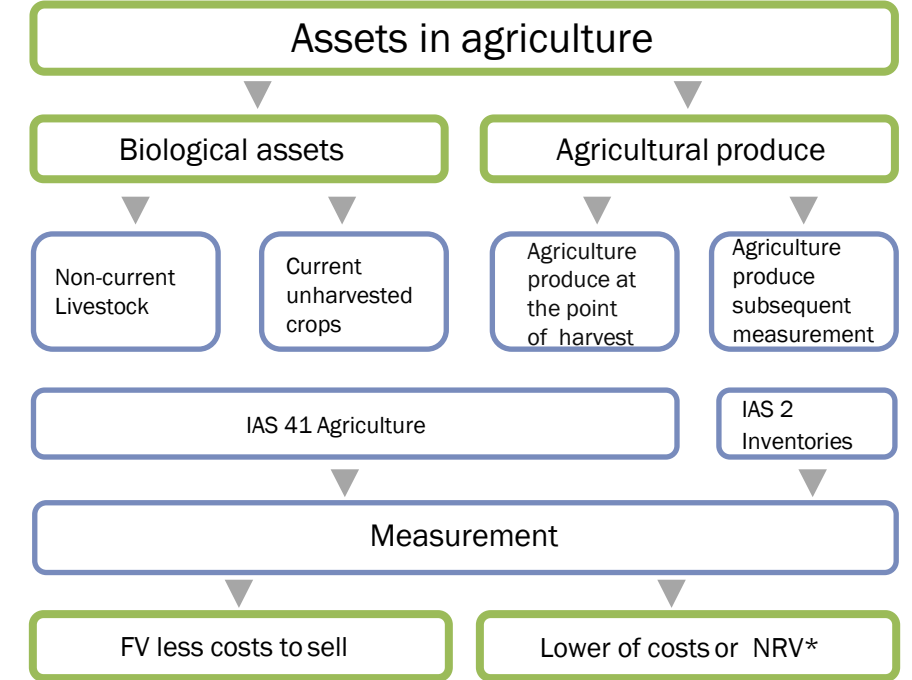 Assets in agriculture
Biological assets
Agricultural produce
Non-current
Livestock
Current
unharvested
crops
Agriculture
produce at
the point
of harvest
Agriculture
produce
subsequent
measurement
IAS 41 Agriculture
IAS 2
Inventories
Measurement
FV less costs to sell
Lower of costs or NRV*